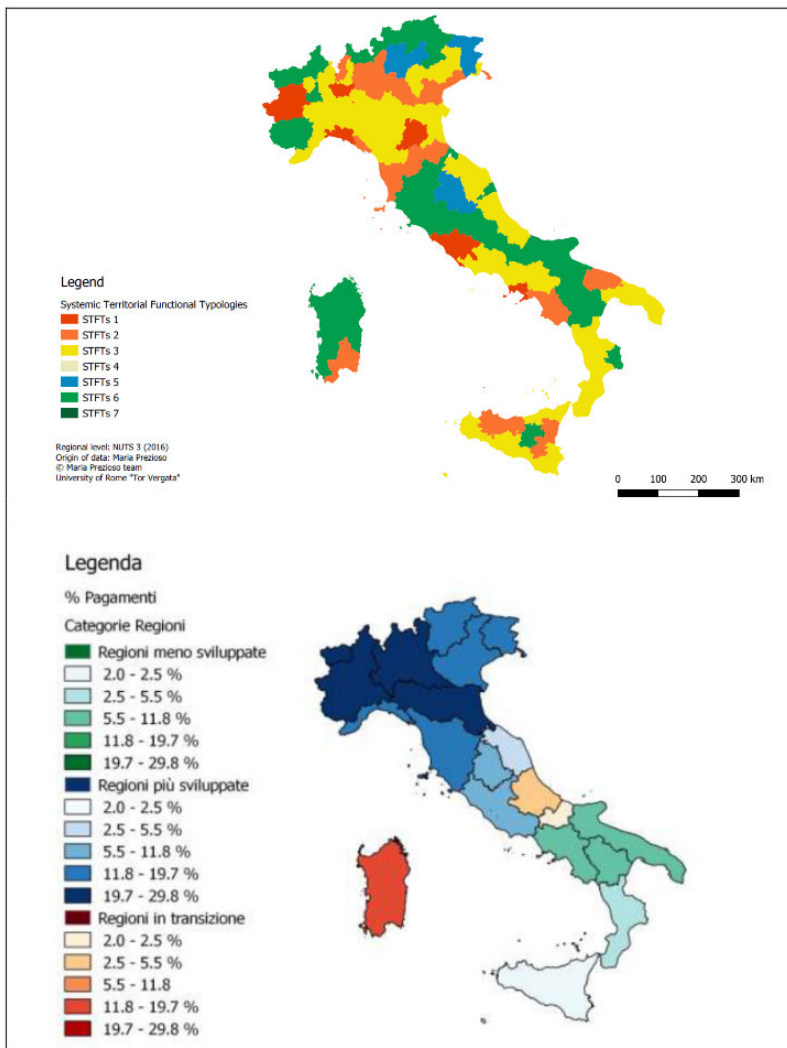 Legend
Systemic Territorial Functional Typologies
STFTs 1
STFTs 2
STFTs 3
STFTs 4
STFTs 5
STFTs 6
STFTs 7
Regional level: NUTS 3 (2016)
Origin of data: Maria Prezioso
© Maria Prezioso team
University of Rome "Tor Vergata"
0 100 200 300 km
Legenda
% Pagamenti
Categorie Regioni
Regioni meno sviluppate
2.0 - 2.5 %
2.5 - 5.5 %
5.5 - 11.8 %
11.8 - 19.7 %
19.7 - 29.8 %
Regioni più sviluppate
2.0 - 2.5 %
2.5 - 5.5 %
5.5 - 11.8 %
11.8 - 19.7 %
19.7 - 29.8 %
Regioni in transizione
2.0 - 2.5 %
2.5 - 5.5 %
5.5 - 11.8
11.8 - 19.7 %
19.7 - 29.8 %